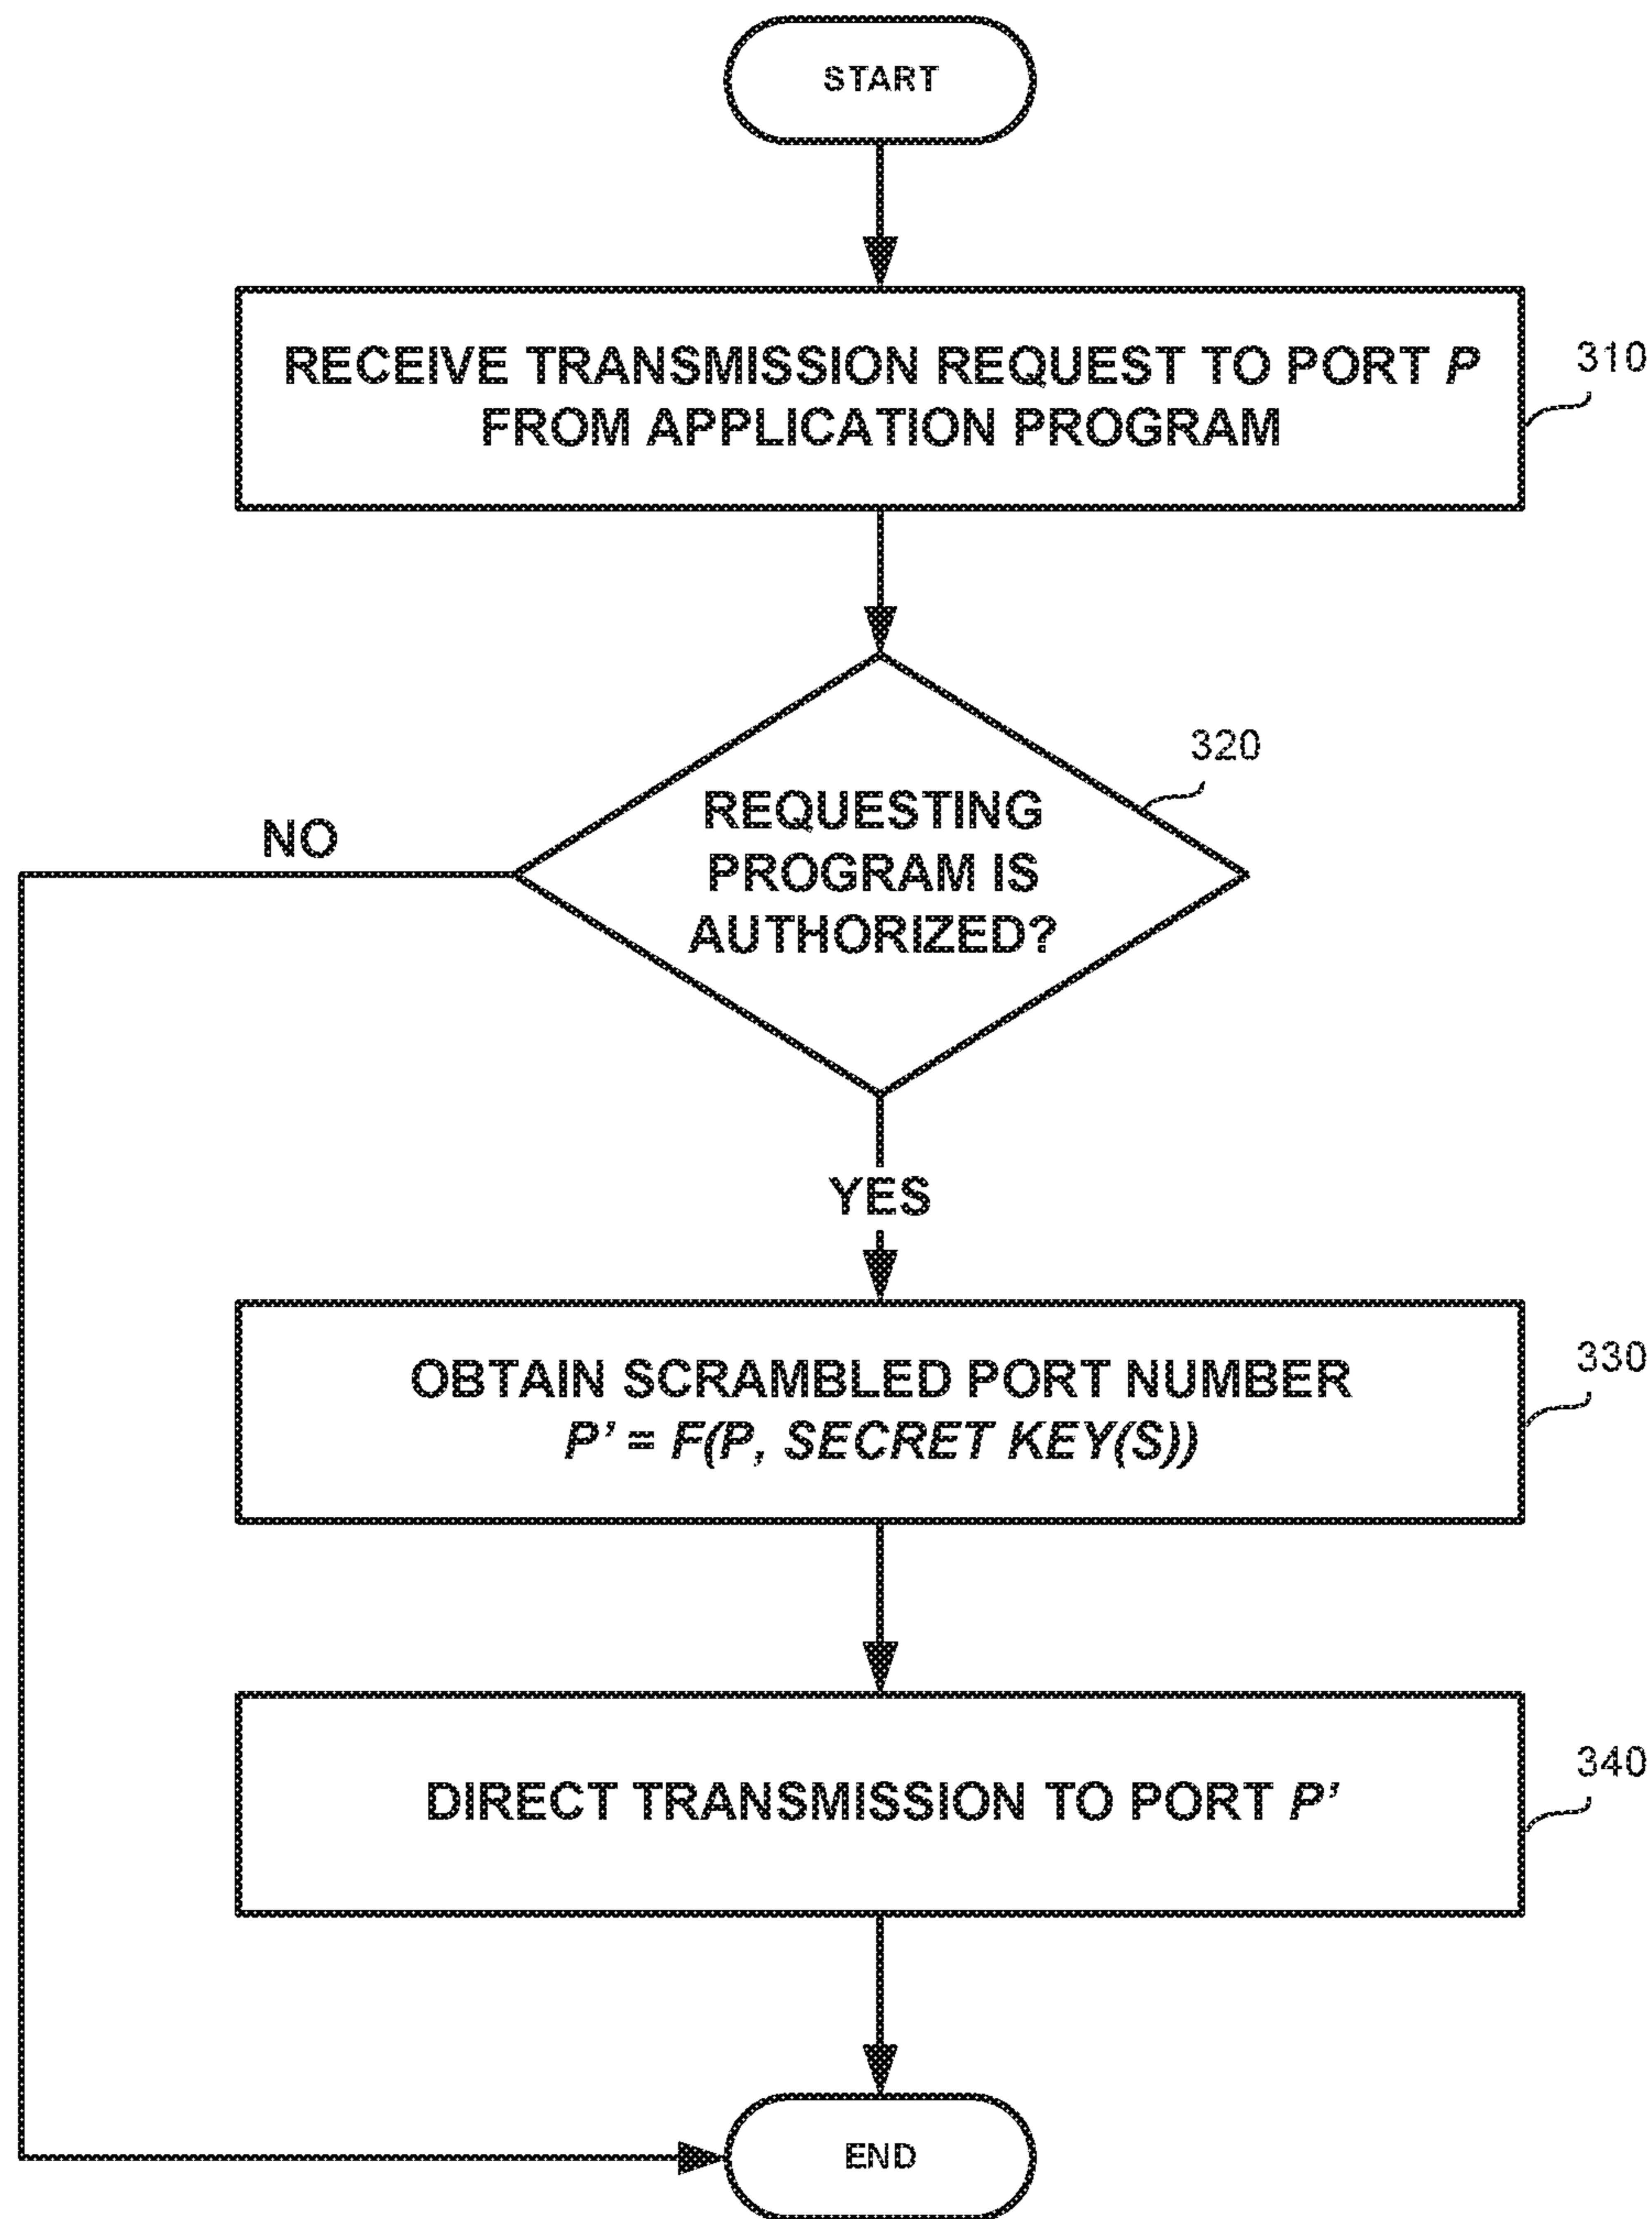 START
RECEIVE TRANSMISSION REQUEST TO PORT P
FROM APPLICATION PROGRAM
310
320
REQUESTING
PROGRAM IS
AUTHORIZED?
NO
YES
OBTAIN SCRAMBLED PORT NUMBER
P' = F(P, SECRET KEY(S))
330
DIRECT TRANSMISSION TO PORT P'
340
END